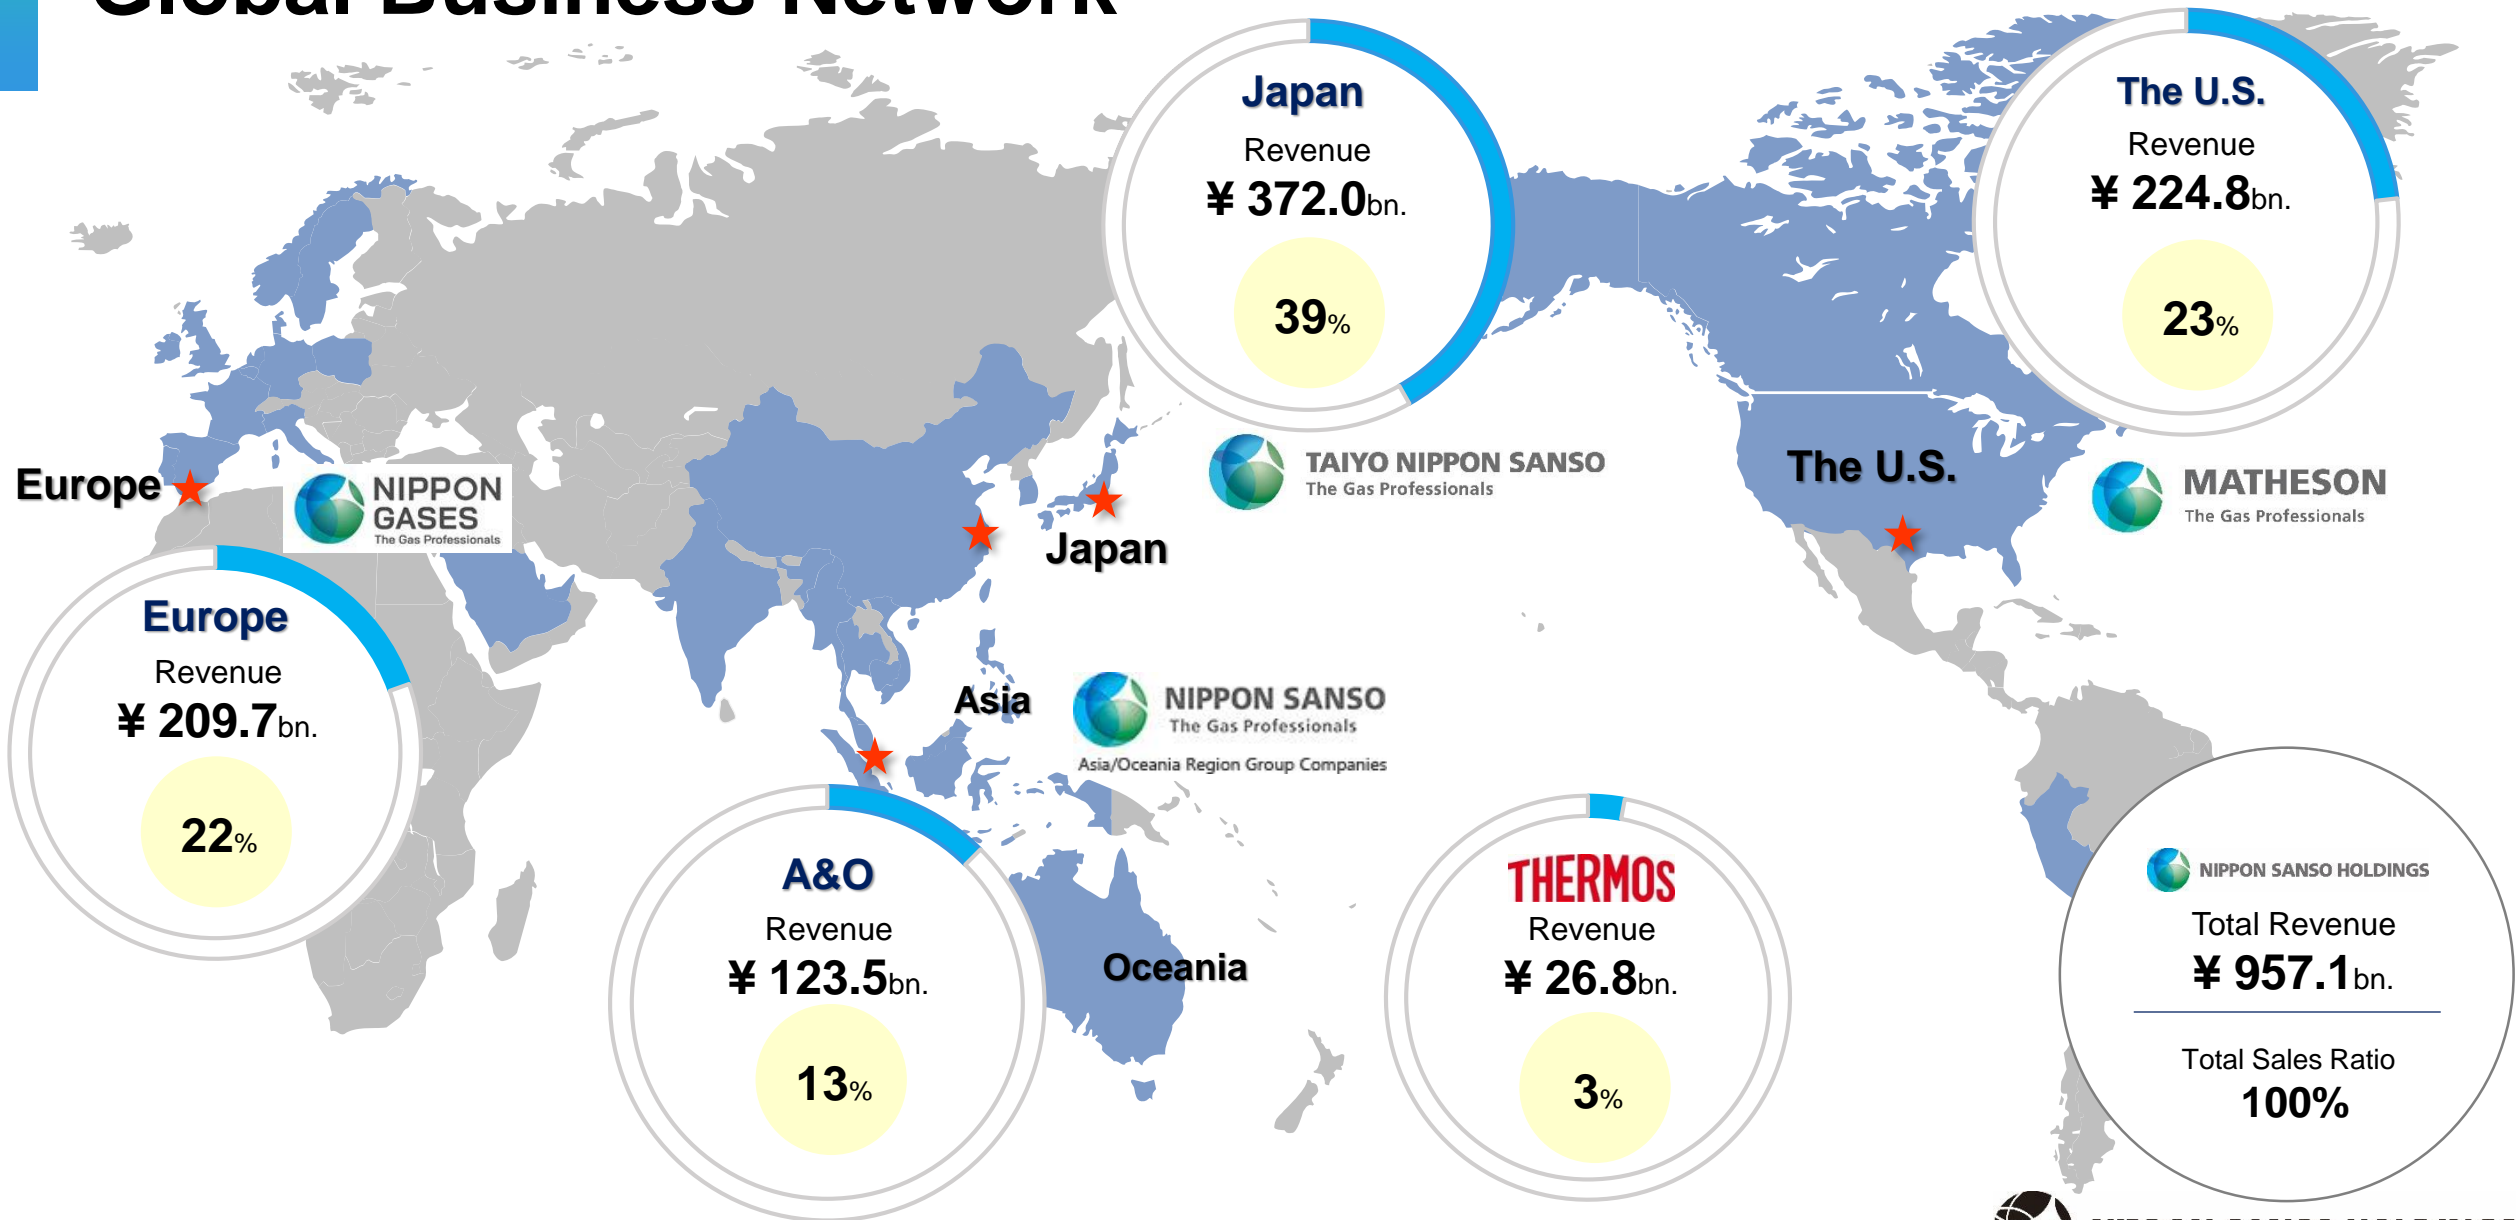 Global Business Network
Japan
Revenue
¥ 372.0bn.
39%
The U.S.
Revenue
¥ 224.8bn.
23%
TAIYO NIPPON SANSO
The Gas Professionals
The U.S.
MATHESON
The Gas Professionals
Europe
NIPPON
GASES
The Gas Professionals
Japan
Europe
Revenue
¥ 209.7bn.
22%
Asia
NIPPON SANSO
The Gas Professionals
Asia/Oceania Region Group Companies
A&O
Revenue
¥ 123.5bn.
13%
Oceania
THERMOS
Revenue
¥ 26.8bn.
3%
NIPPON SANSO HOLDINGS
Total Revenue
¥ 957.1bn.
Total Sales Ratio
100%